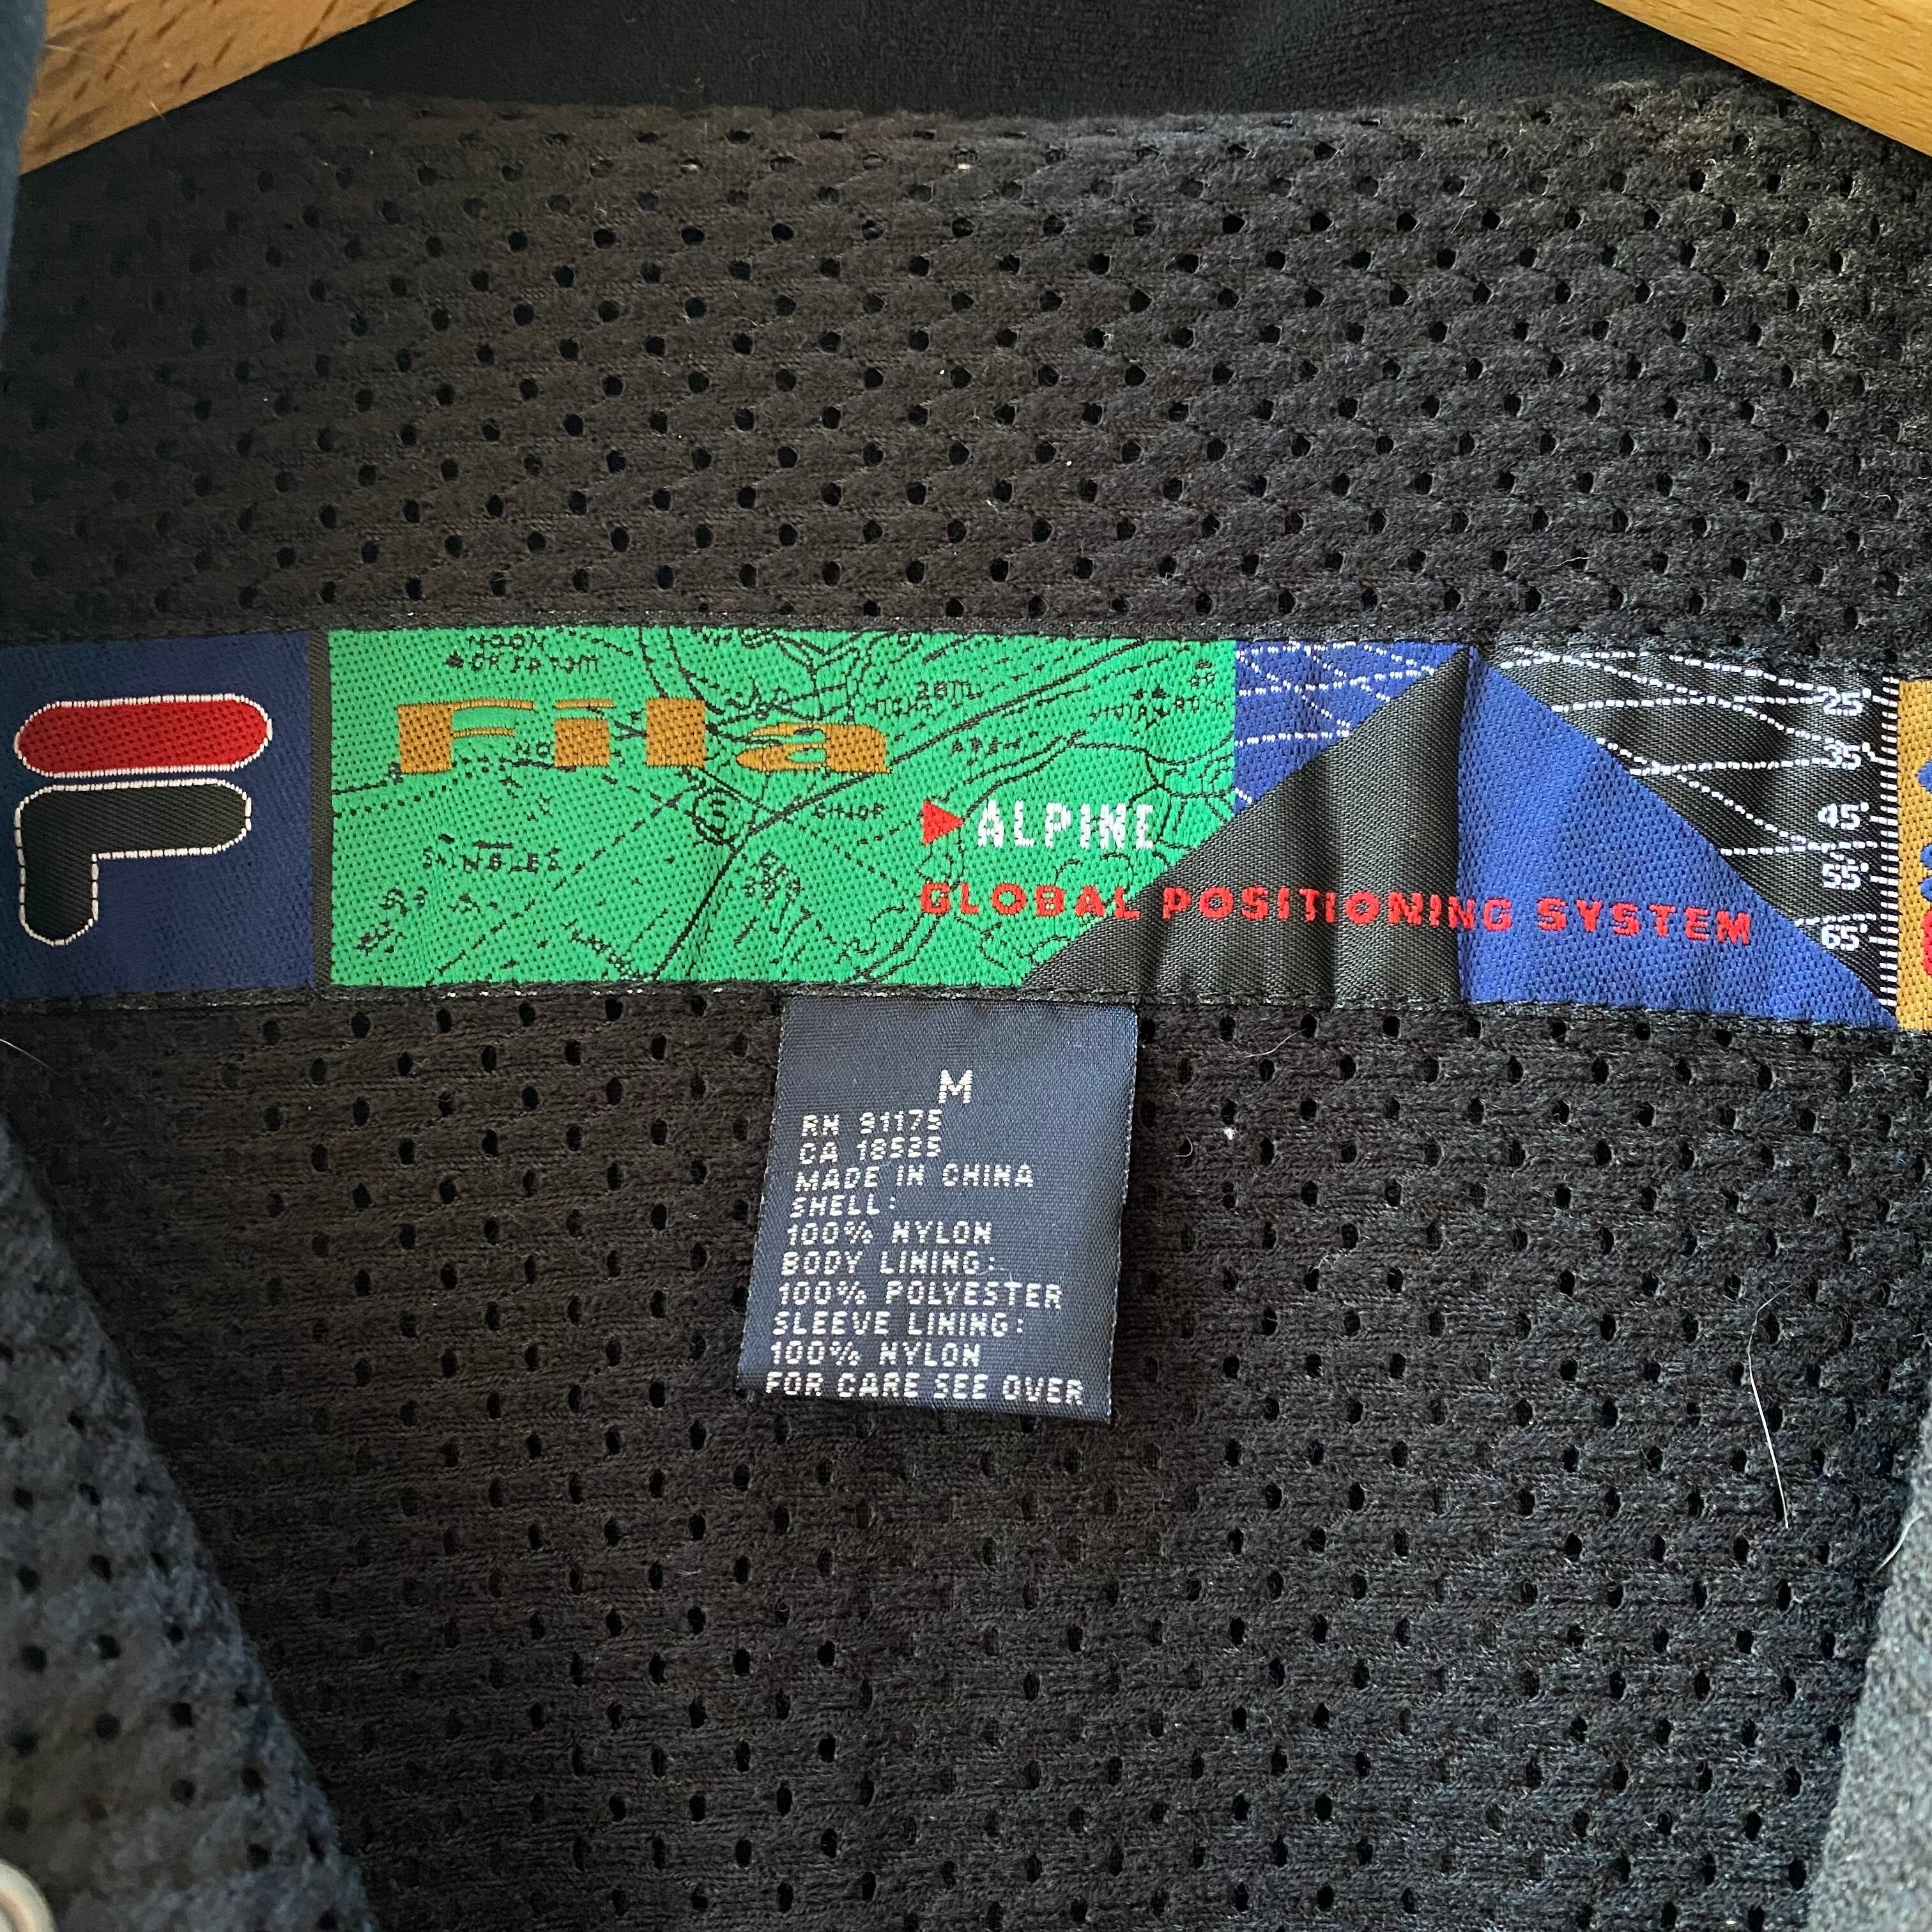 Fila
ALPINE
GLOBAL POSITIONING SYSTEM
25°
35°
45°
55°
65°
SHINGLES
M
RN 91175
CA 18525
MADE IN CHINA
SHELL:
100% NYLON
BODY LINING:
100% POLYESTER
SLEEVE LINING:
100% NYLON
FOR CARE SEE OVER